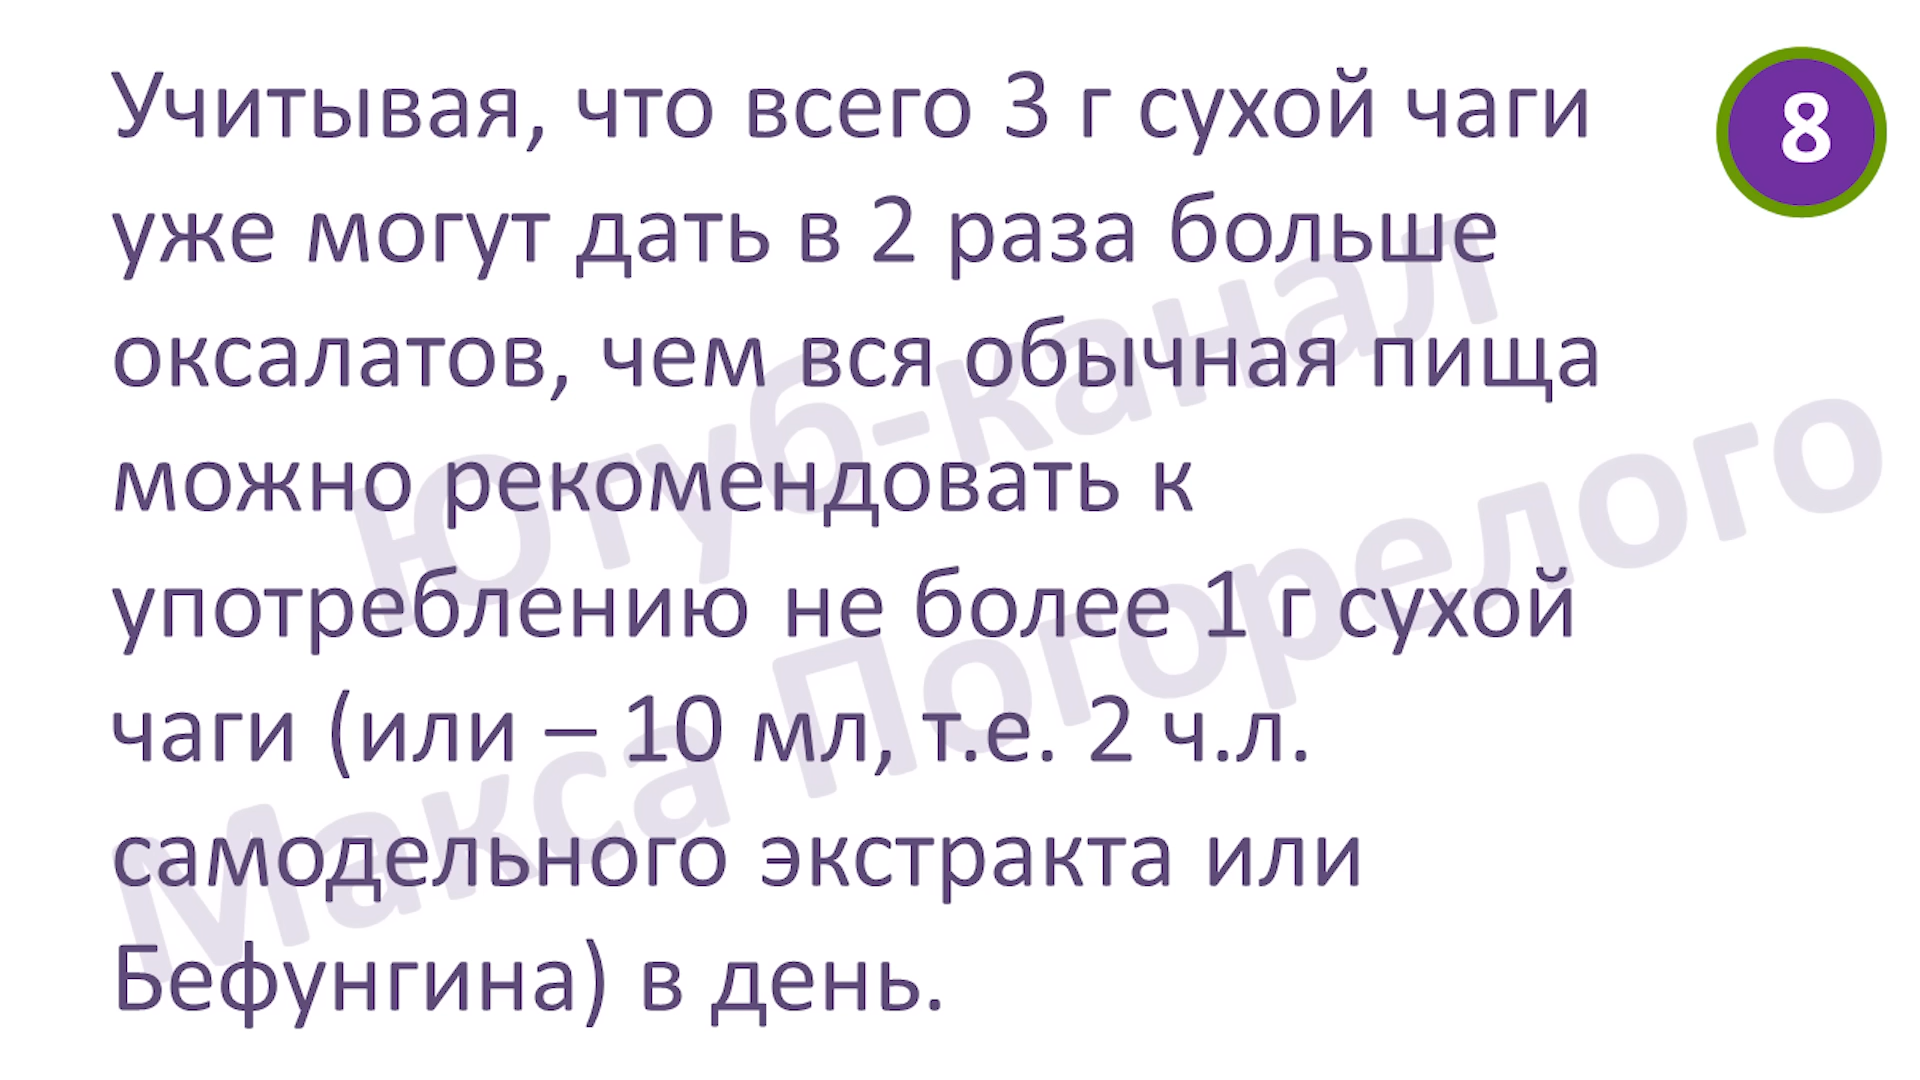 Учитывая, что всего 3 г сухой чаги
уже могут дать в 2 раза больше
оксалатов, чем вся обычная пища
можно рекомендовать к
употреблению не более 1 г сухой
чаги (или – 10 мл, т.е. 2 ч.л.
самодельного экстракта или
Бефунгина) в день.
8
Ютуб-канал
Макса Погорелого